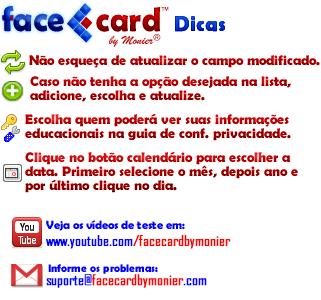 facecard™ Dicas
by Monier®
Não esqueça de atualizar o campo modificado.
Caso não tenha a opção desejada na lista,
adicione, escolha e atualize.
Escolha quem poderá ver suas informações
educacionais na guia de conf. privacidade.
Clique no botão calendário para escolher a
data. Primeiro selecione o mês, depois ano e
por último clique no dia.
You
Tube
Veja os vídeos de teste em:
www.youtube.com/facecardbymonier
Informe os problemas:
suporte@facecardbymonier.com